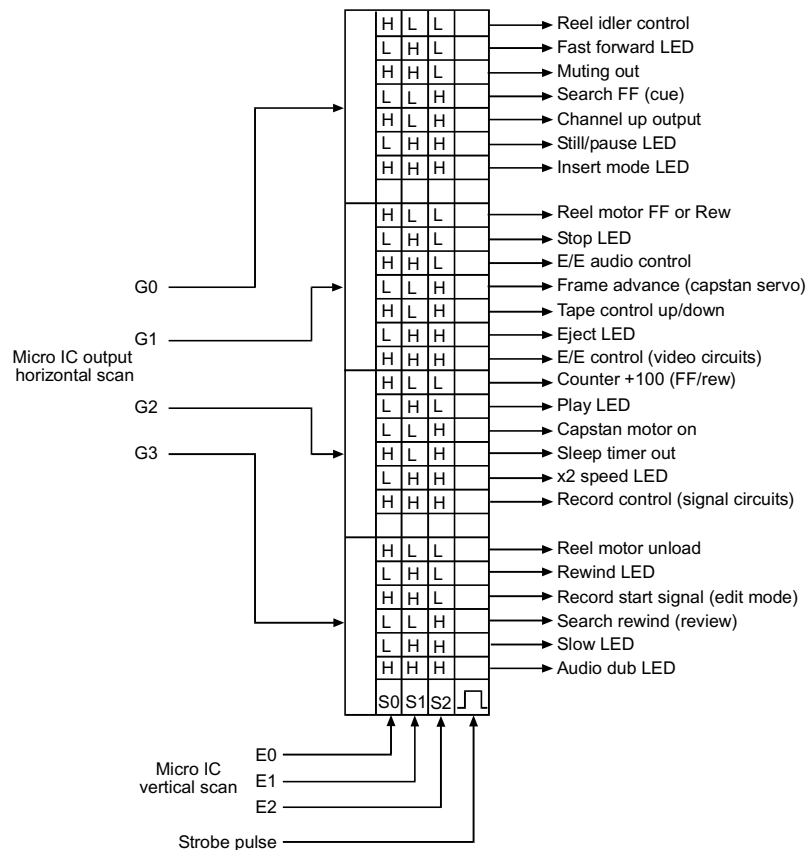 H L L Reel idler control
L H L Fast forward LED
H H L Muting out
L L H Search FF (cue)
H L H Channel up output
L H H Still/pause LED
H H H Insert mode LED
H L L Reel motor FF or Rew
L H L Stop LED
H H L E/E audio control
L L H Frame advance (capstan servo)
H L H Tape control up/down
L H H Eject LED
H H H E/E control (video circuits)
H L L Counter +100 (FF/rew)
L H L Play LED
L L H Capstan motor on
H L H Sleep timer out
L H H x2 speed LED
H H H Record control (signal circuits)
H L L Reel motor unload
L H L Rewind LED
H H L Record start signal (edit mode)
L L H Search rewind (review)
L H H Slow LED
H H H Audio dub LED
S0 S1 S2
G0
G1
Micro IC output
horizontal scan
G2
G3
E0
Micro IC
vertical scan
E1
E2
Strobe pulse